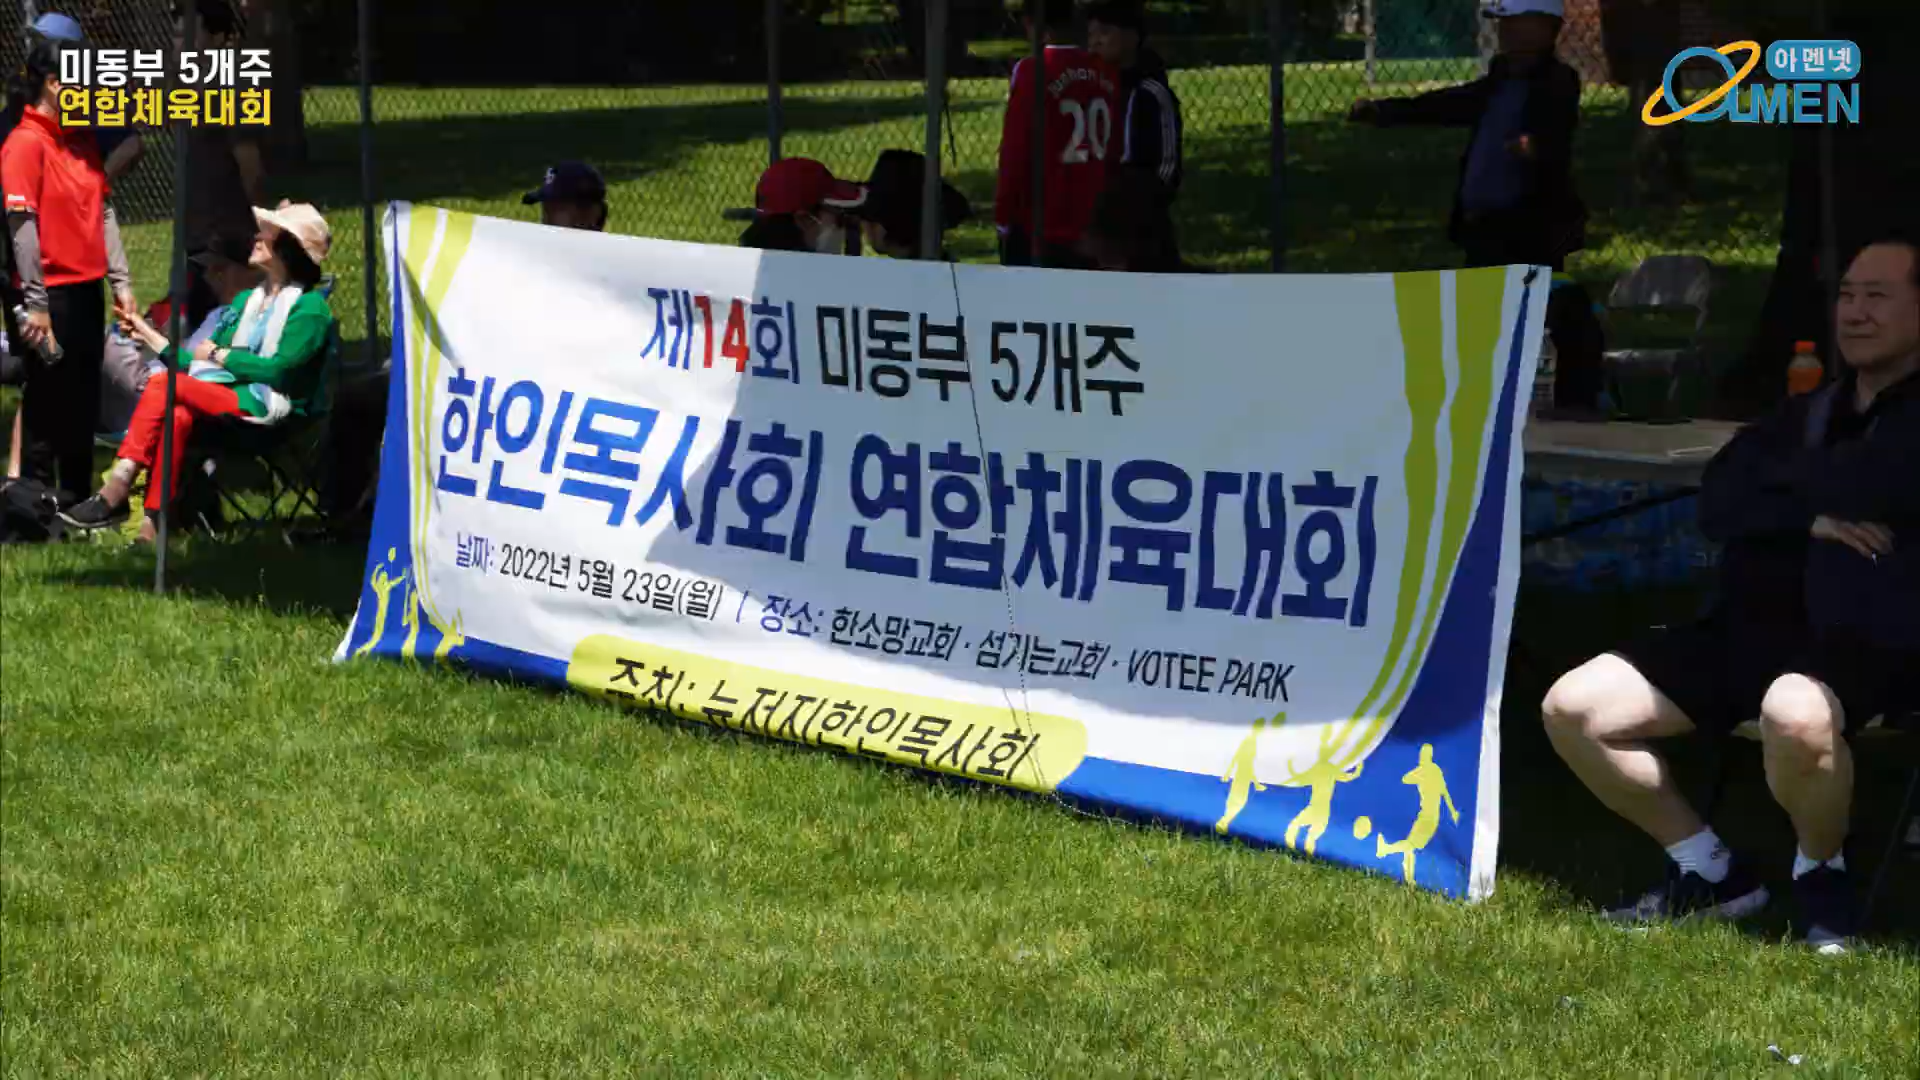 미동부 5개주
연합체육대회
아멘넷
AMEN
20
제14회 미동부 5개주
한인목사회 연합체육대회
날짜: 2022년 5월 23일(월) | 장소: 한소망교회 · 섬기는교회 · VOTEE PARK
주최: 뉴저지한인목사회